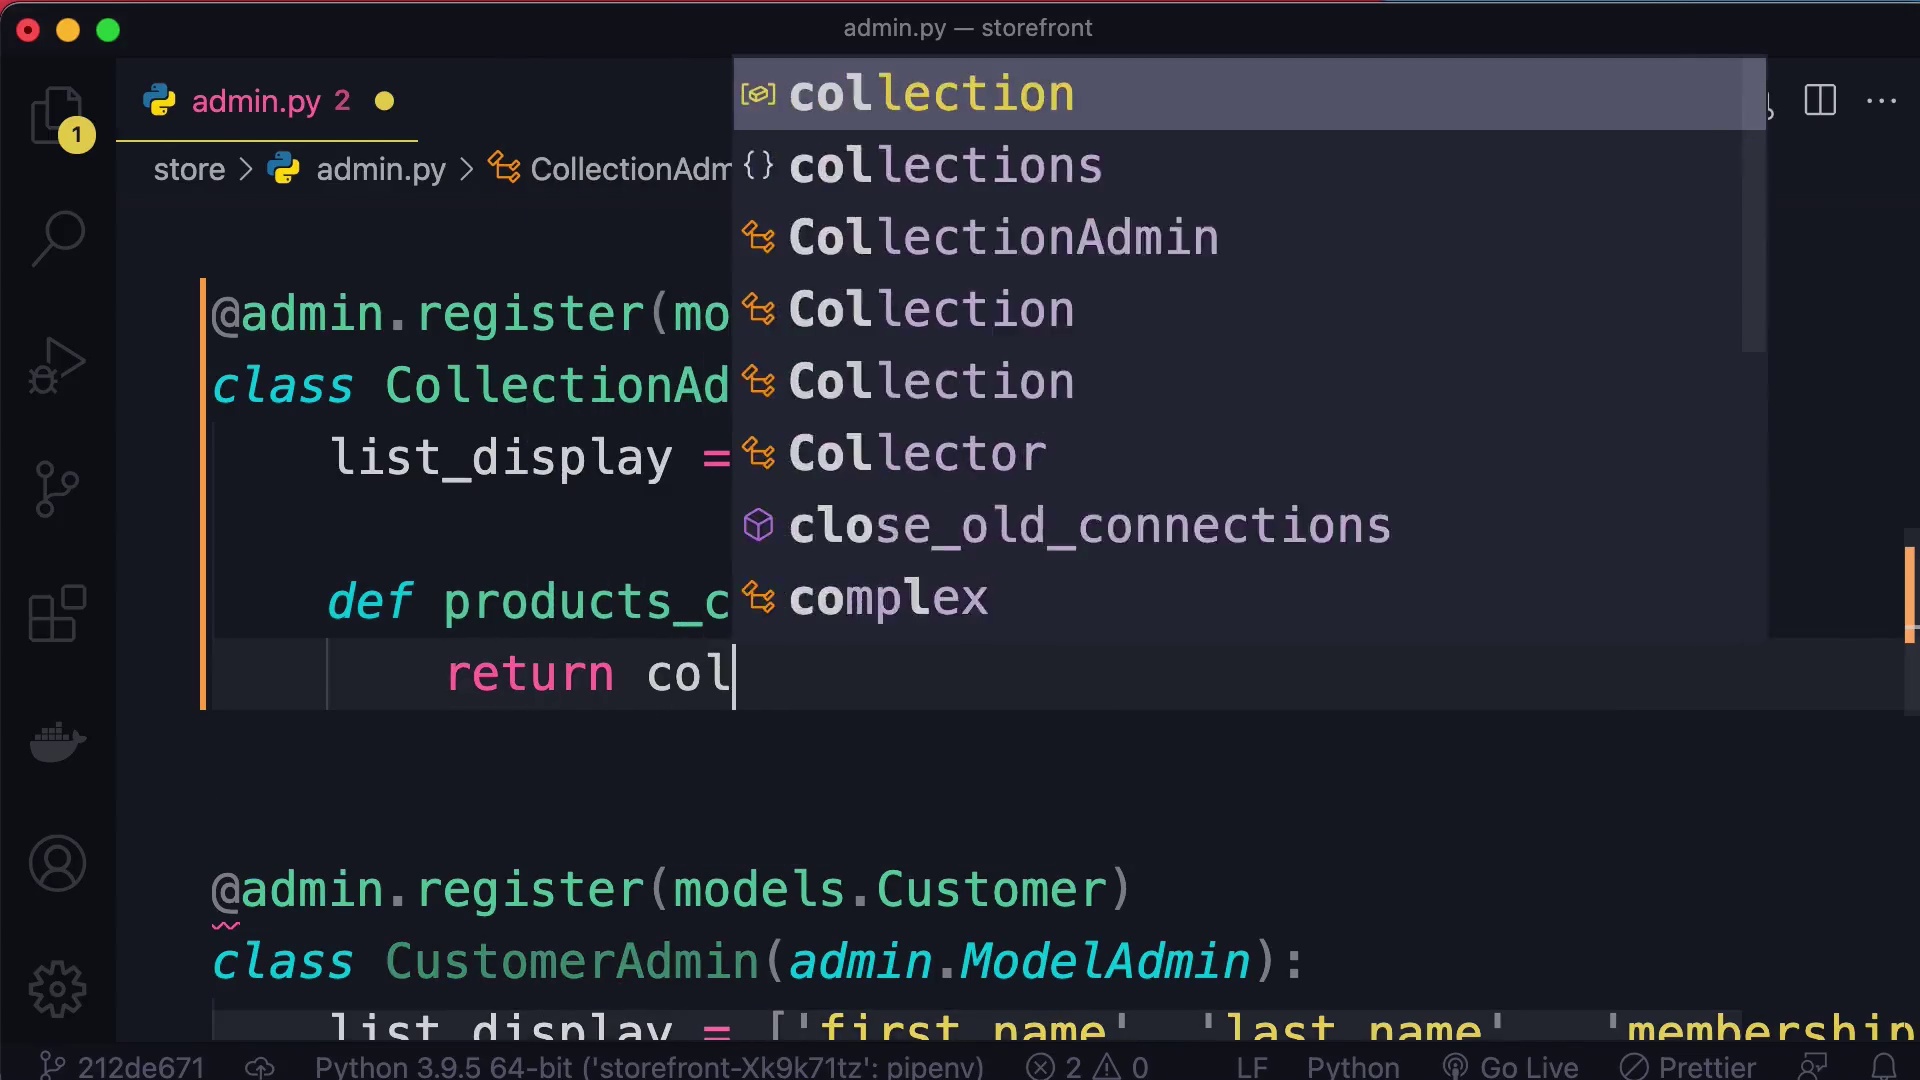 admin.py — storefront
admin.py 2
1
store > admin.py > CollectionAdm
collection
collections
CollectionAdmin
Collection
Collection
Collector
close_old_connections
complex
@admin.register(mo
class CollectionAd
list_display =
def products_c
return col
@admin.register(models.Customer)
class CustomerAdmin(admin.ModelAdmin):
list_display = ['first_name' 'last_name' 'membership
212de671 Python 3.9.5 64-bit ('storefront-Xk9k71tz': pipenv) 2 0 LF Python Go Live Prettier